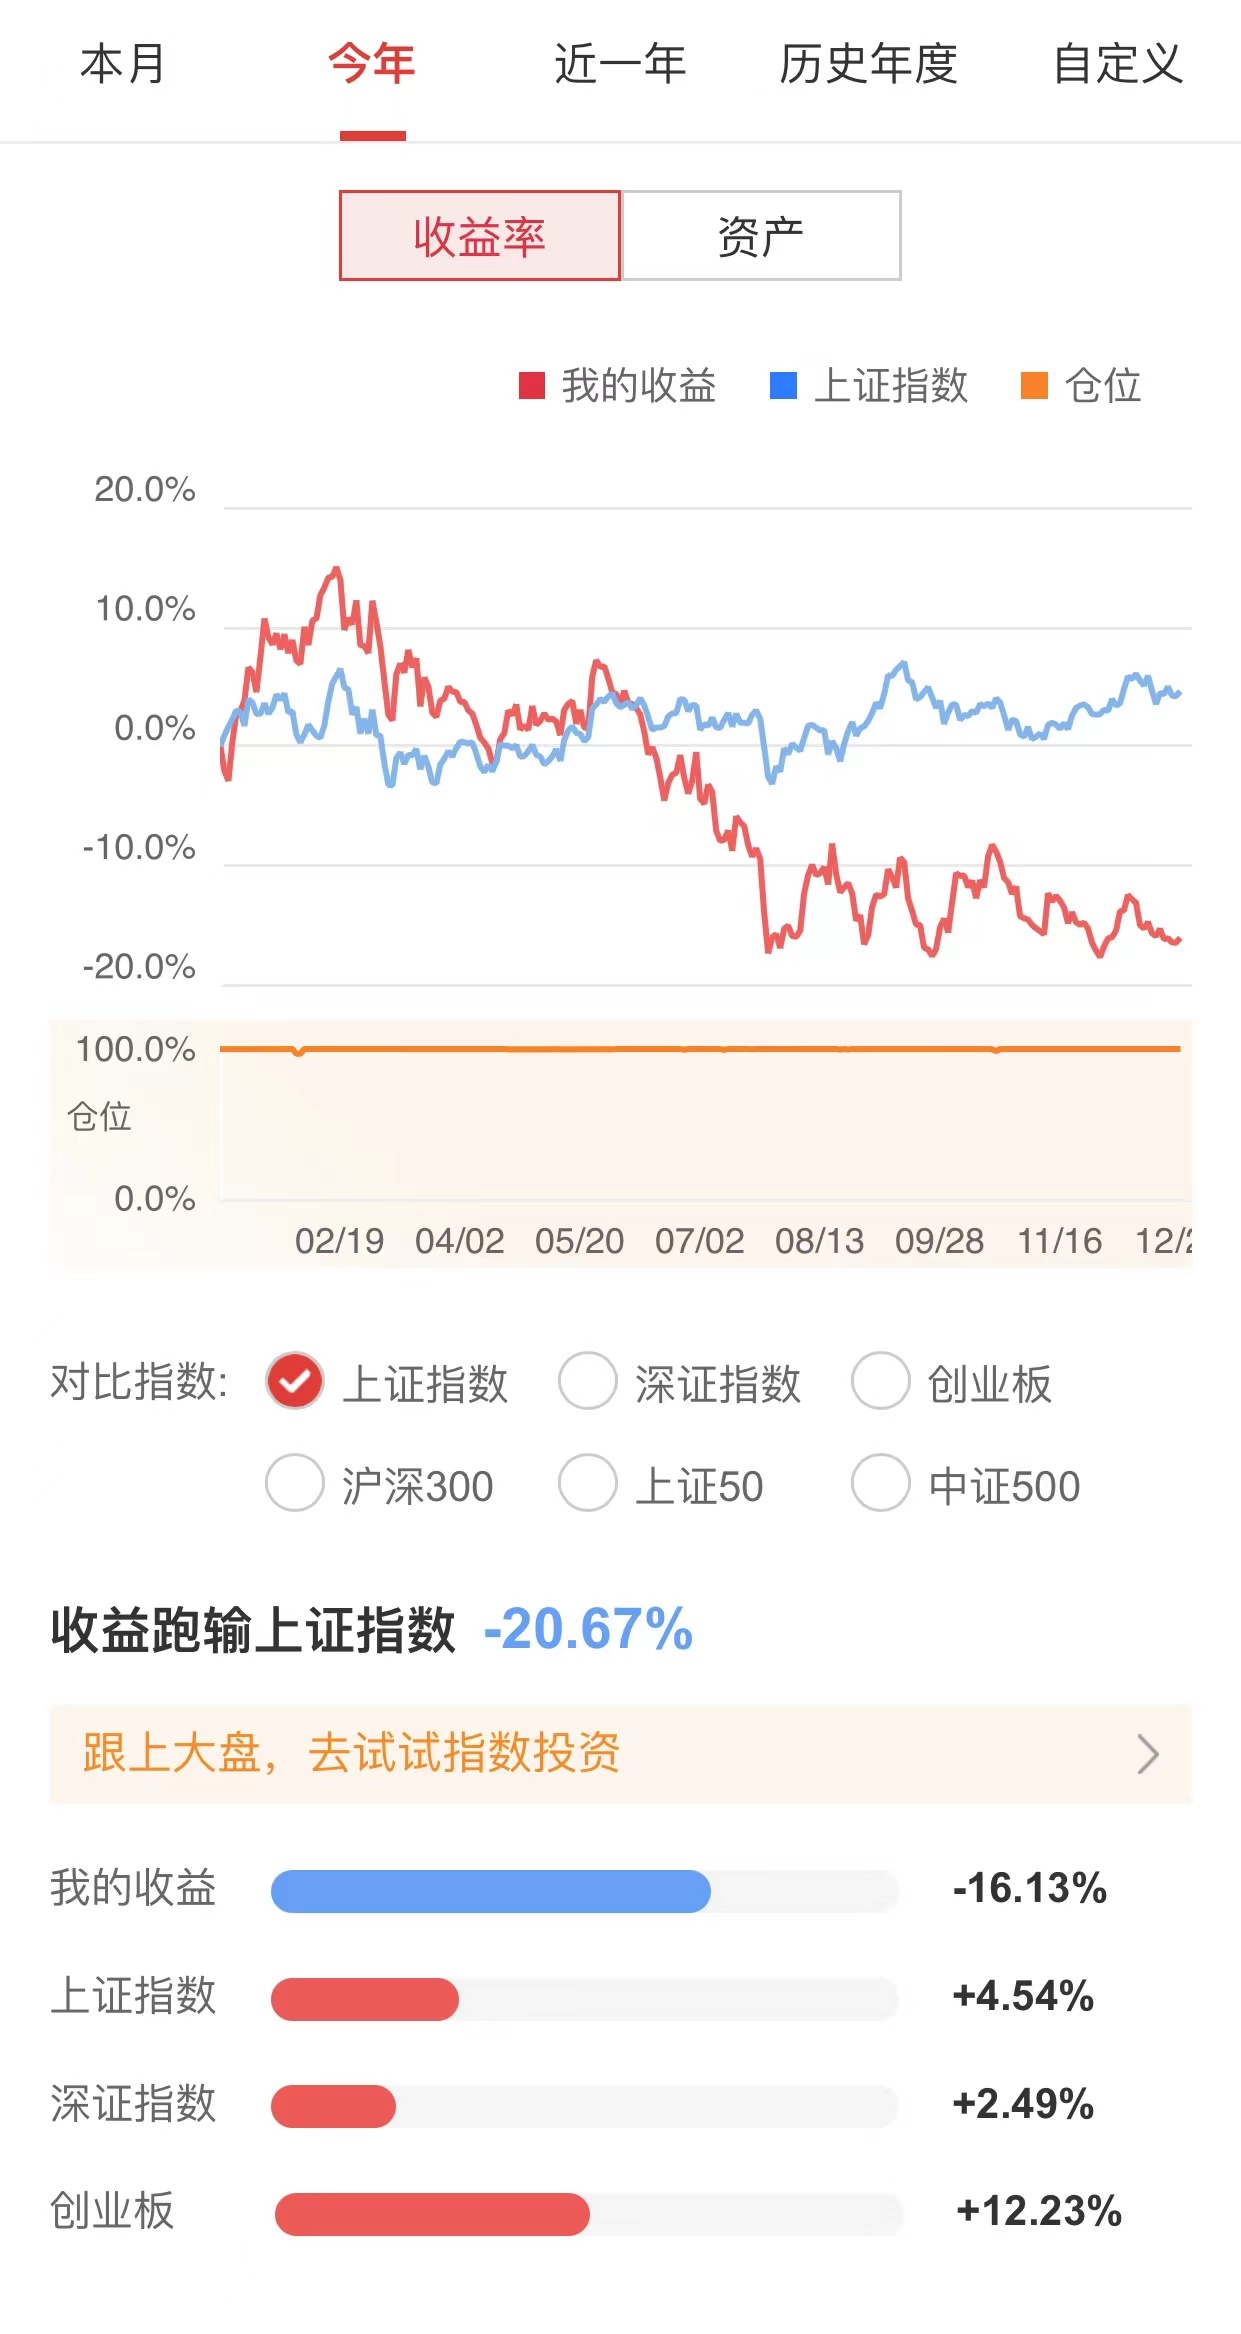 本月 今年 近一年 历史年度 自定义
收益率 资产
我的收益 上证指数 仓位
20.0%
10.0%
0.0%
-10.0%
-20.0%
100.0%
仓位
0.0%
02/19 04/02 05/20 07/02 08/13 09/28 11/16 12/2
对比指数: 上证指数 深证指数 创业板
沪深300 上证50 中证500
收益跑输上证指数 -20.67%
跟上大盘，去试试指数投资
我的收益 -16.13%
上证指数 +4.54%
深证指数 +2.49%
创业板 +12.23%